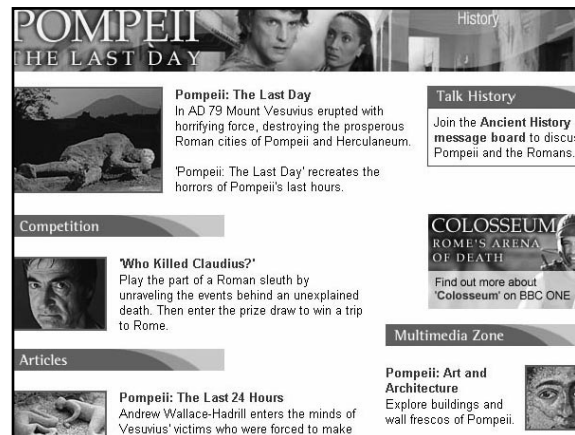 POMPEII
THE LAST DAY
History
Pompeii: The Last Day
In AD 79 Mount Vesuvius erupted with
horrifying force, destroying the prosperous
Roman cities of Pompeii and Herculaneum.
'Pompeii: The Last Day' recreates the
horrors of Pompeii's last hours.
Talk History
Join the Ancient History
message board to discus
Pompeii and the Romans.
Competition
'Who Killed Claudius?'
Play the part of a Roman sleuth by
unraveling the events behind an unexplained
death. Then enter the prize draw to win a trip
to Rome.
COLOSSEUM
ROME'S ARENA
OF DEATH
Find out more about
'Colosseum' on BBC ONE
Articles
Pompeii: The Last 24 Hours
Andrew Wallace-Hadrill enters the minds of
Vesuvius' victims who were forced to make
Multimedia Zone
Pompeii: Art and
Architecture
Explore buildings and
wall frescos of Pompeii.